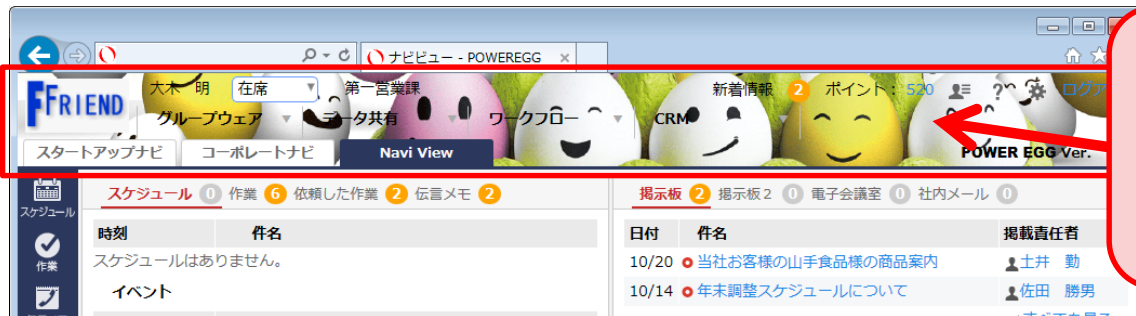 ナビビュー - POWEREGG
FRIEND
大木 明 在席 第一営業課 新着情報 2 ポイント: 520
グループウェア データ共有 ワークフロー CRM
スタートアップナビ コーポレートナビ Navi View POWER EGG Ver.
スケジュール 0 作業 6 依頼した作業 2 伝言メモ 2 掲示板 2 掲示板2 0 電子会議室 0 社内メール 0
スケジュール
時刻 件名 日付 件名 掲載責任者
作業
スケジュールはありません。 10/20 当社お客様の山手食品様の商品案内 土井 勤
イベント 10/14 年末調整スケジュールについて 佐田 勝男